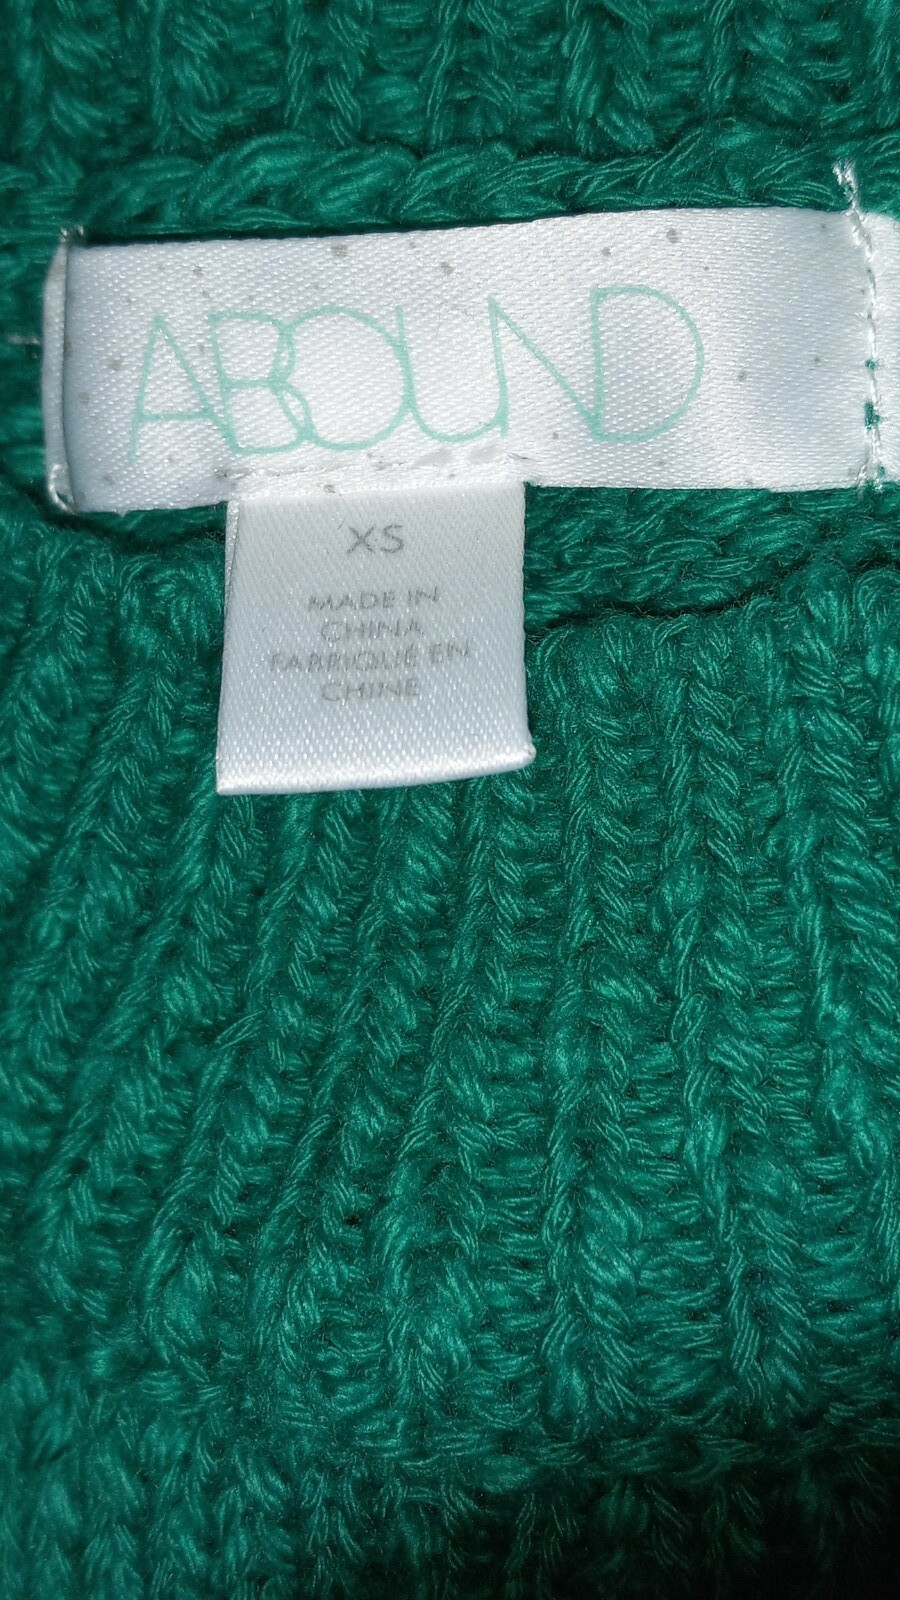 ABOUND
XS
MADE IN
CHINA
FABRIQUÉ EN
CHINE